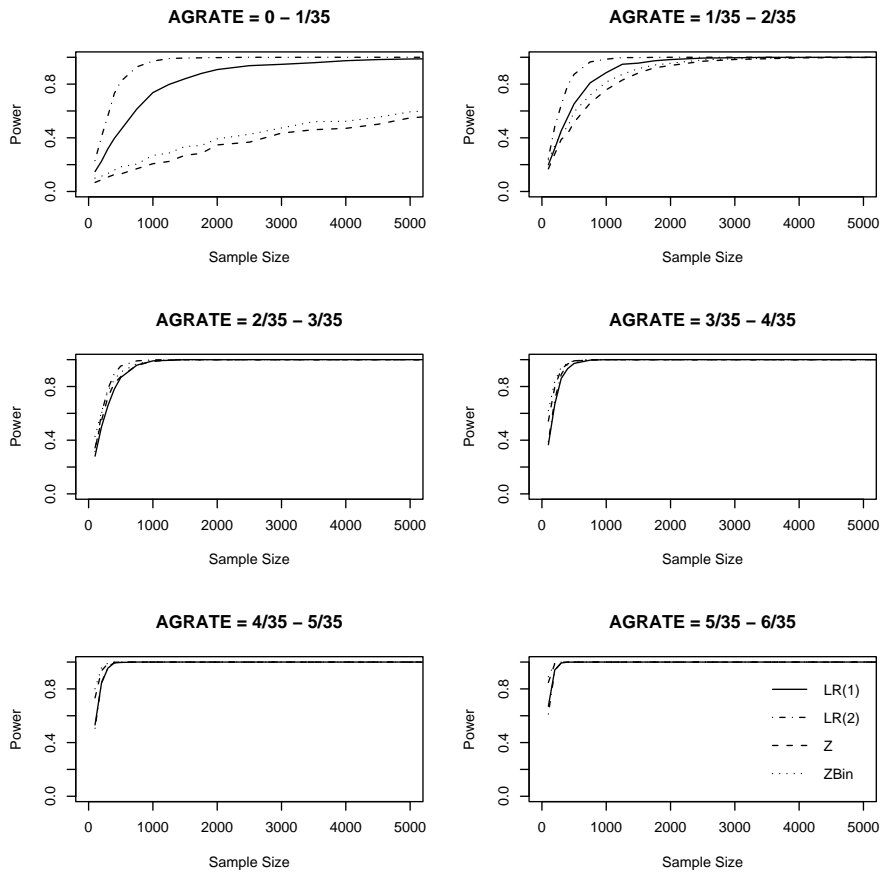 AGRATE = 0 − 1/35
Power
0.0 0.4 0.8
0 1000 2000 3000 4000 5000
Sample Size
AGRATE = 1/35 − 2/35
Power
0.0 0.4 0.8
0 1000 2000 3000 4000 5000
Sample Size
AGRATE = 2/35 − 3/35
Power
0.0 0.4 0.8
0 1000 2000 3000 4000 5000
Sample Size
AGRATE = 3/35 − 4/35
Power
0.0 0.4 0.8
0 1000 2000 3000 4000 5000
Sample Size
AGRATE = 4/35 − 5/35
Power
0.0 0.4 0.8
0 1000 2000 3000 4000 5000
Sample Size
AGRATE = 5/35 − 6/35
Power
0.0 0.4 0.8
LR(1)
LR(2)
Z
ZBin
0 1000 2000 3000 4000 5000
Sample Size